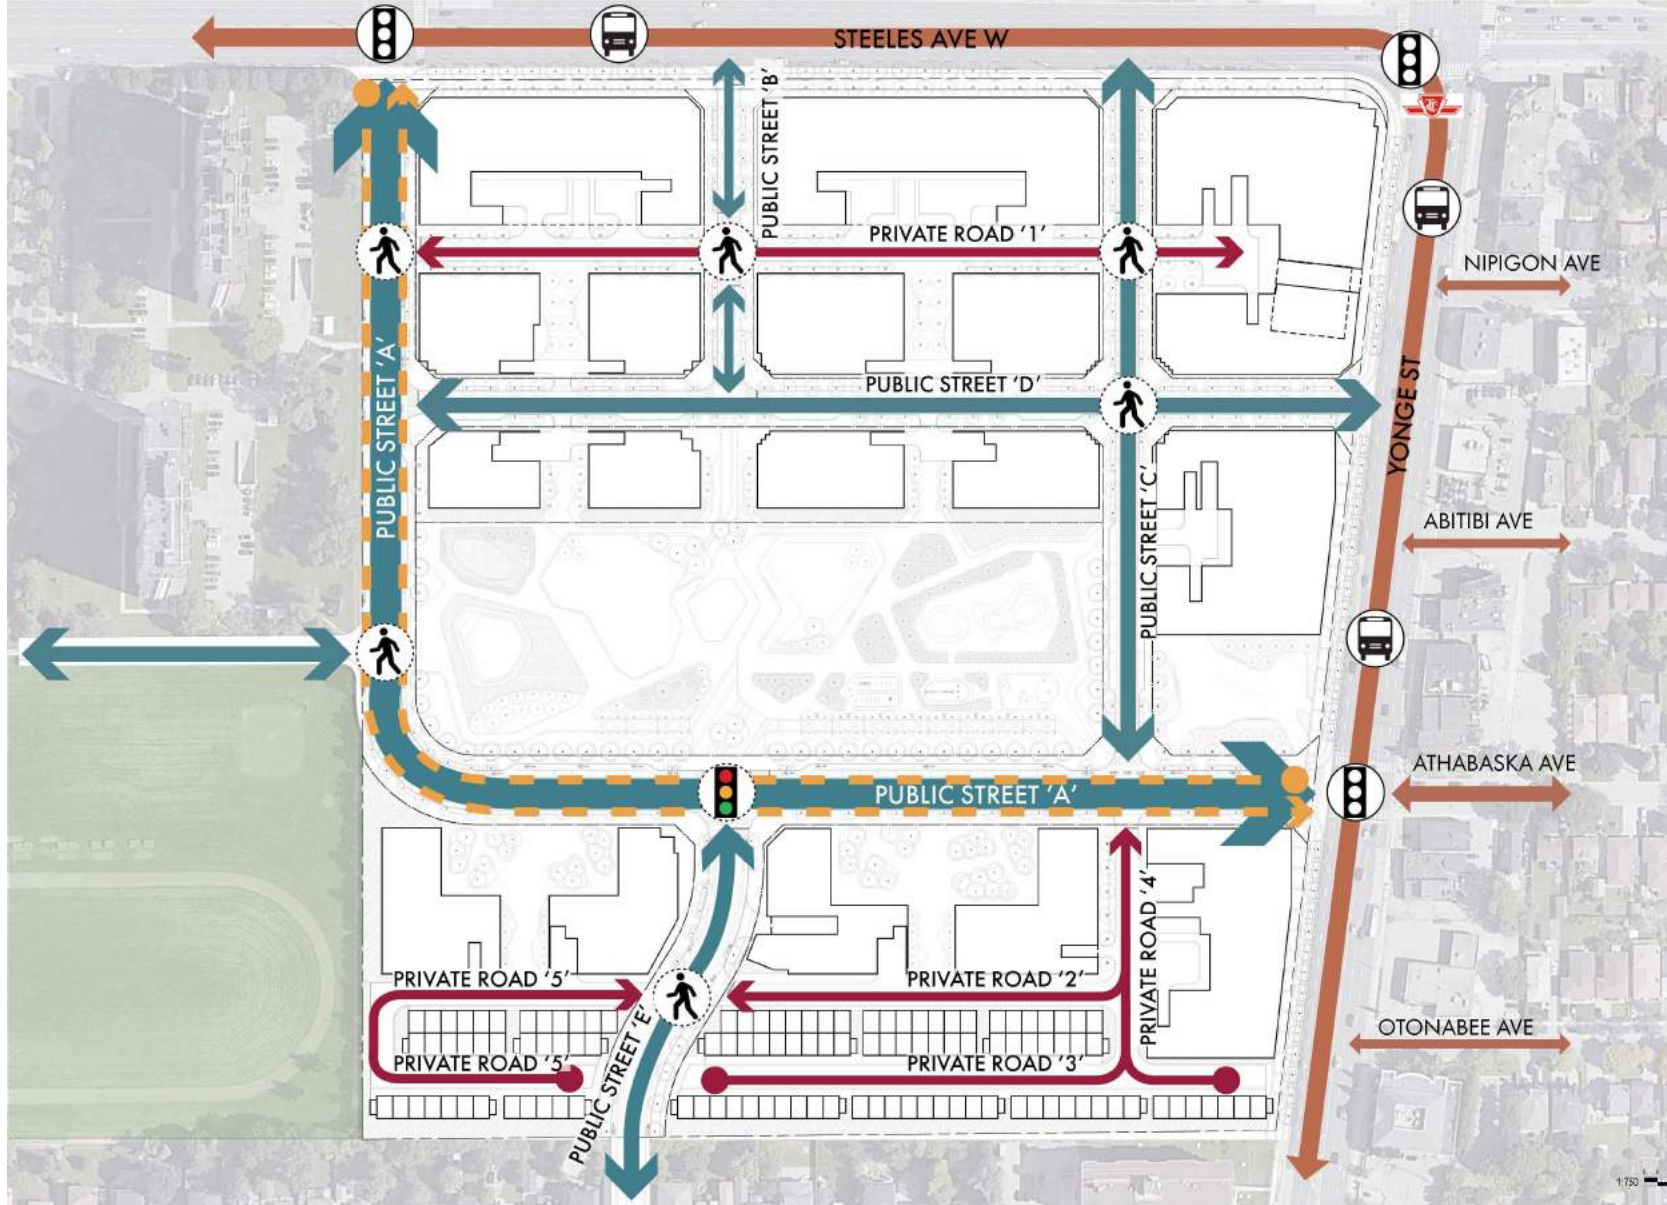 STEELES AVE W
PUBLIC STREET 'B'
PRIVATE ROAD '1'
NIPIGON AVE
PUBLIC STREET 'A'
PUBLIC STREET 'D'
YONGE ST
PUBLIC STREET 'C'
ABITIBI AVE
ATHABASKA AVE
PUBLIC STREET 'A'
PRIVATE ROAD '4'
PRIVATE ROAD '5'
PRIVATE ROAD '2'
PUBLIC STREET 'E'
OTONABEE AVE
PRIVATE ROAD '5'
PRIVATE ROAD '3'
1:750